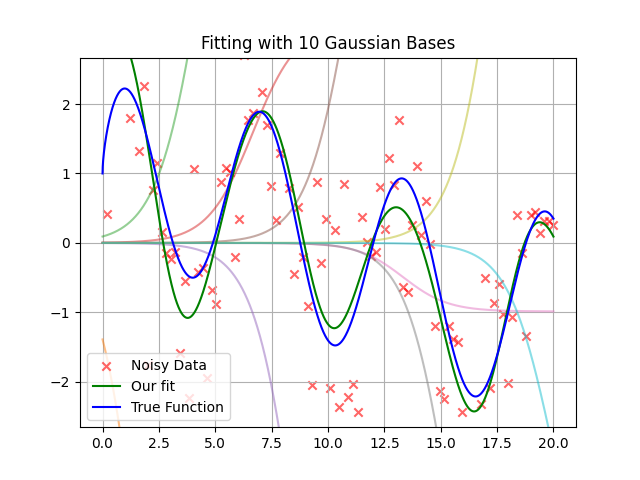 Fitting with 10 Gaussian Bases
2
1
0
−1
−2
Noisy Data
Our fit
True Function
0.0 2.5 5.0 7.5 10.0 12.5 15.0 17.5 20.0